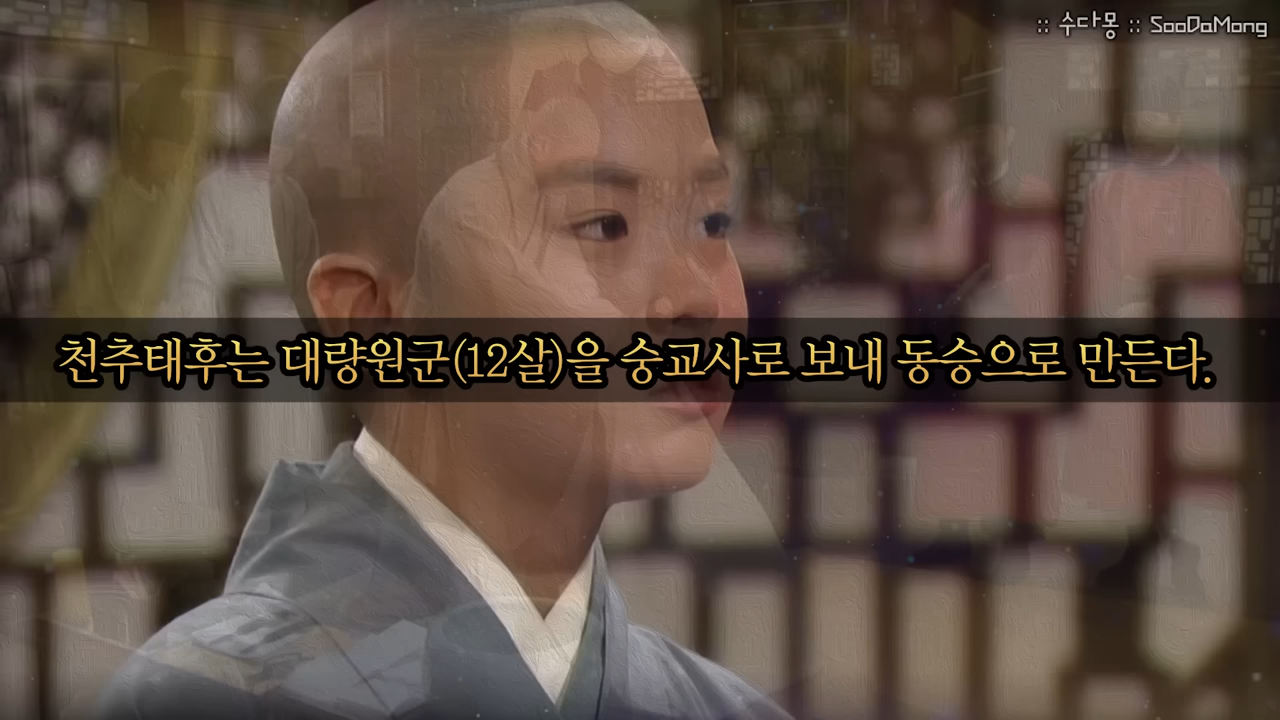 :: 수다몽 :: SooDaMong
천추태후는 대량원군(12살)을 숭교사로 보내 동승으로 만든다.